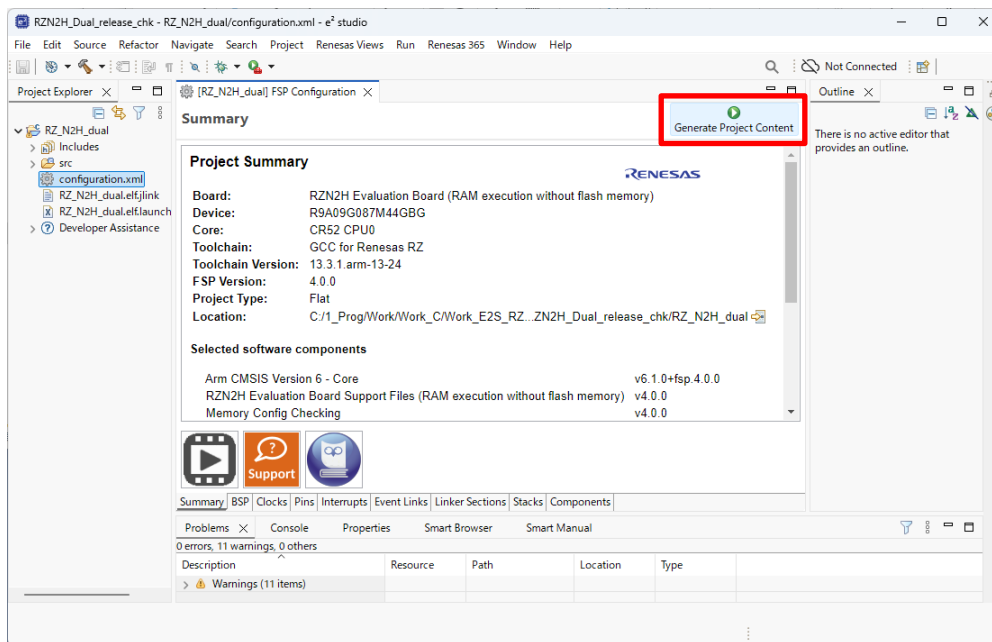 RZN2H_Dual_release_chk - RZ_N2H_dual/configuration.xml - e² studio
File Edit Source Refactor Navigate Search Project Renesas Views Run Renesas 365 Window Help
Not Connected
Project Explorer
[RZ_N2H_dual] FSP Configuration
Outline
RZ_N2H_dual
Includes
src
configuration.xml
RZ_N2H_dual.elf.jlink
RZ_N2H_dual.elf.launch
Developer Assistance
Summary
Generate Project Content
There is no active editor that
provides an outline.
Project Summary
RENESAS
Board: RZN2H Evaluation Board (RAM execution without flash memory)
Device: R9A09G087M44GBG
Core: CR52 CPU0
Toolchain: GCC for Renesas RZ
Toolchain Version: 13.3.1.arm-13-24
FSP Version: 4.0.0
Project Type: Flat
Location: C:/1_Prog/Work/Work_C/Work_E2S_RZ...ZN2H_Dual_release_chk/RZ_N2H_dual
Selected software components
Arm CMSIS Version 6 - Core v6.1.0+fsp.4.0.0
RZN2H Evaluation Board Support Files (RAM execution without flash memory) v4.0.0
Memory Config Checking v4.0.0
Support
Summary BSP Clocks Pins Interrupts Event Links Linker Sections Stacks Components
Problems Console Properties Smart Browser Smart Manual
0 errors, 11 warnings, 0 others
Description Resource Path Location Type
Warnings (11 items)